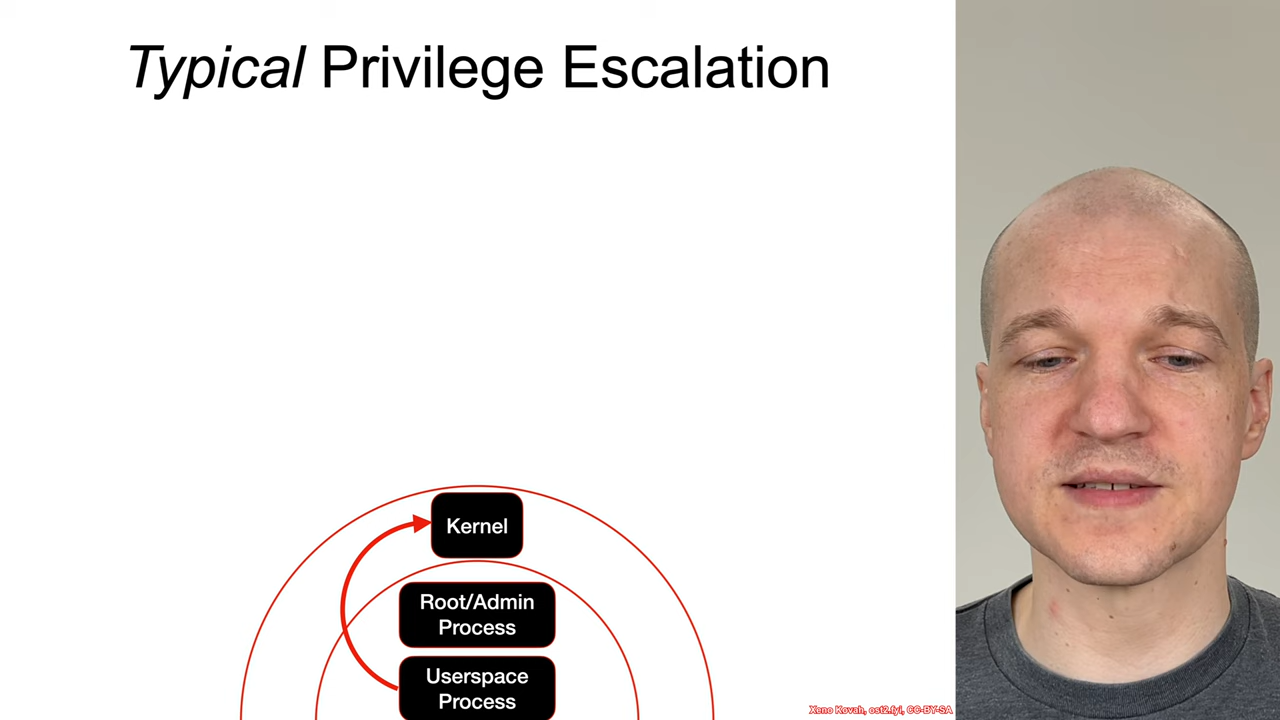 Typical Privilege Escalation
Kernel
Root/Admin
Process
Userspace
Process
Xeno Kovah, ost2.fyi, CC-BY-SA